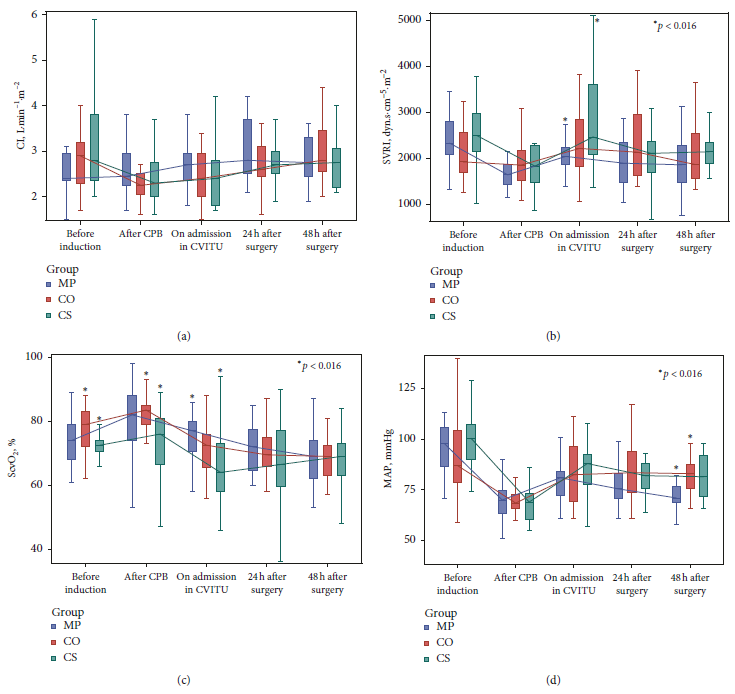 6
5
4
3
2
CI, L·min−1·m−2
Before
induction
After CPB
On admission
in CVITU
24 h after
surgery
48 h after
surgery
Group
MP
CO
CS
(a)
5000
4000
3000
2000
1000
SVRI, dyn.s·cm−5·m−2
*p < 0.016
*
*
Before
induction
After CPB
On admission
in CVITU
24 h after
surgery
48 h after
surgery
Group
MP
CO
CS
(b)
100
80
60
40
ScvO2, %
*p < 0.016
*
*
*
*
*
*
Before
induction
After CPB
On admission
in CVITU
24 h after
surgery
48 h after
surgery
Group
MP
CO
CS
(c)
125
100
75
50
MAP, mmHg
*p < 0.016
*
*
Before
induction
After CPB
On admission
in CVITU
24 h after
surgery
48 h after
surgery
Group
MP
CO
CS
(d)